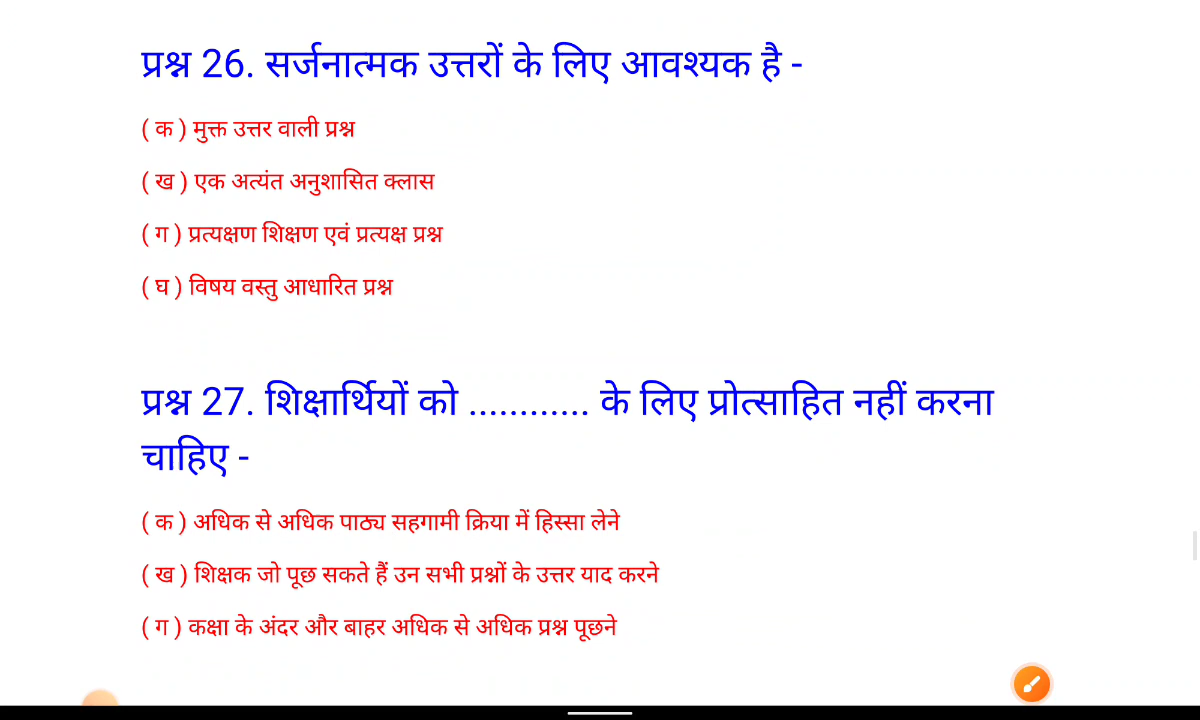 प्रश्न 26. सर्जनात्मक उत्तरों के लिए आवश्यक है -
( क ) मुक्त उत्तर वाली प्रश्न
( ख ) एक अत्यंत अनुशासित क्लास
( ग ) प्रत्यक्षण शिक्षण एवं प्रत्यक्ष प्रश्न
( घ ) विषय वस्तु आधारित प्रश्न
प्रश्न 27. शिक्षार्थियों को ............ के लिए प्रोत्साहित नहीं करना
चाहिए -
( क ) अधिक से अधिक पाठ्य सहगामी क्रिया में हिस्सा लेने
( ख ) शिक्षक जो पूछ सकते हैं उन सभी प्रश्नों के उत्तर याद करने
( ग ) कक्षा के अंदर और बाहर अधिक से अधिक प्रश्न पूछने